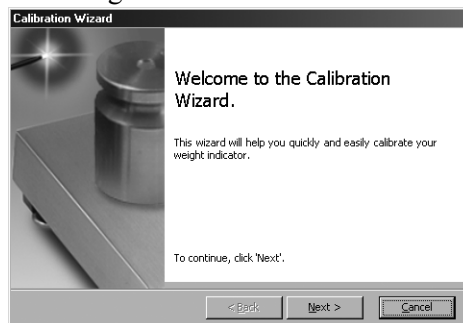 Calibration Wizard
Welcome to the Calibration
Wizard.
This wizard will help you quickly and easily calibrate your
weight indicator.
To continue, click 'Next'.
< Back
Next >
Cancel